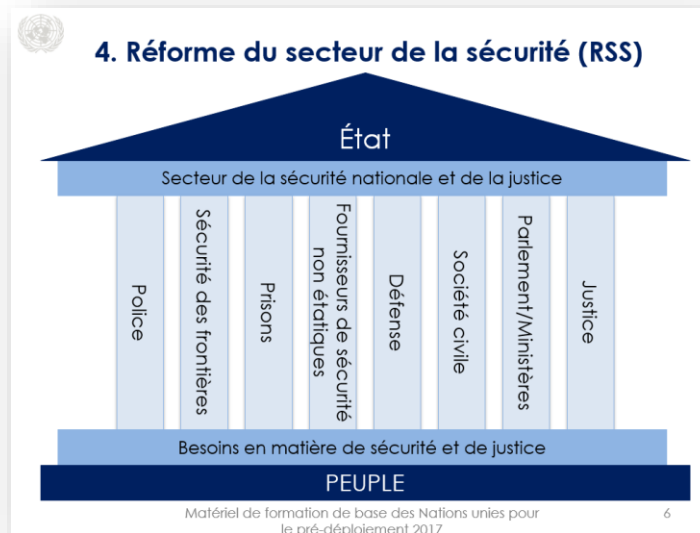 4. Réforme du secteur de la sécurité (RSS)
État
Secteur de la sécurité nationale et de la justice
Police
Sécurité des frontières
Prisons
Fournisseurs de sécurité
non étatiques
Défense
Société civile
Parlement/Ministères
Justice
Besoins en matière de sécurité et de justice
PEUPLE
Matériel de formation de base des Nations unies pour
le pré-déploiement 2017
6